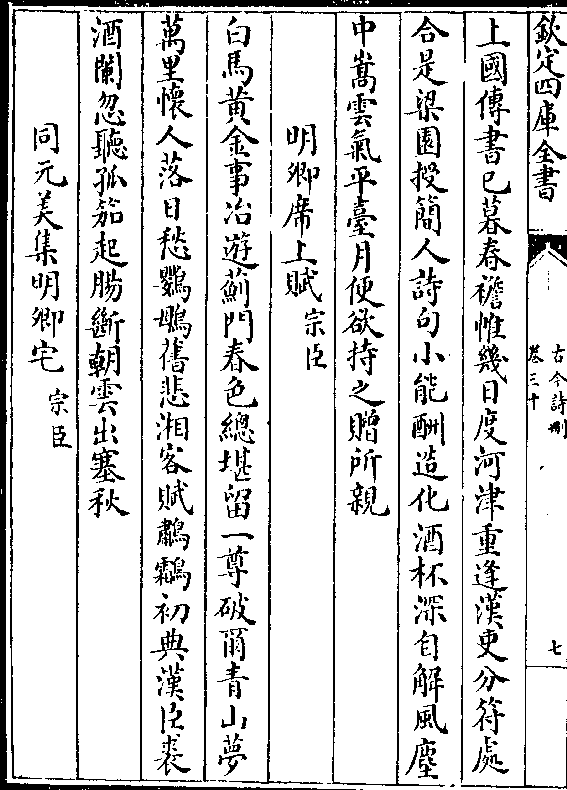 欽定四庫全書
古今詩刪
卷三十
七
上國傳書已暮春襜帷幾日度河津重逢漢吏分符處
合是梁園授簡人詩句小能酬造化酒杯深自解風塵
中嵩雲氣平臺月便欲持之贈所親
明卿席上賦 宗臣
白馬黃金事冶遊薊門春色總堪留一尊破爾青山夢
萬里懷人落日愁鸚鵡舊悲湘客賦鷫鸘初典漢臣裘
酒闌忽聽孤笳起腸斷朝雲出塞秋
同元美集明卿宅 宗臣